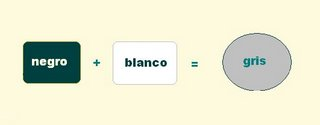 negro + blanco = gris